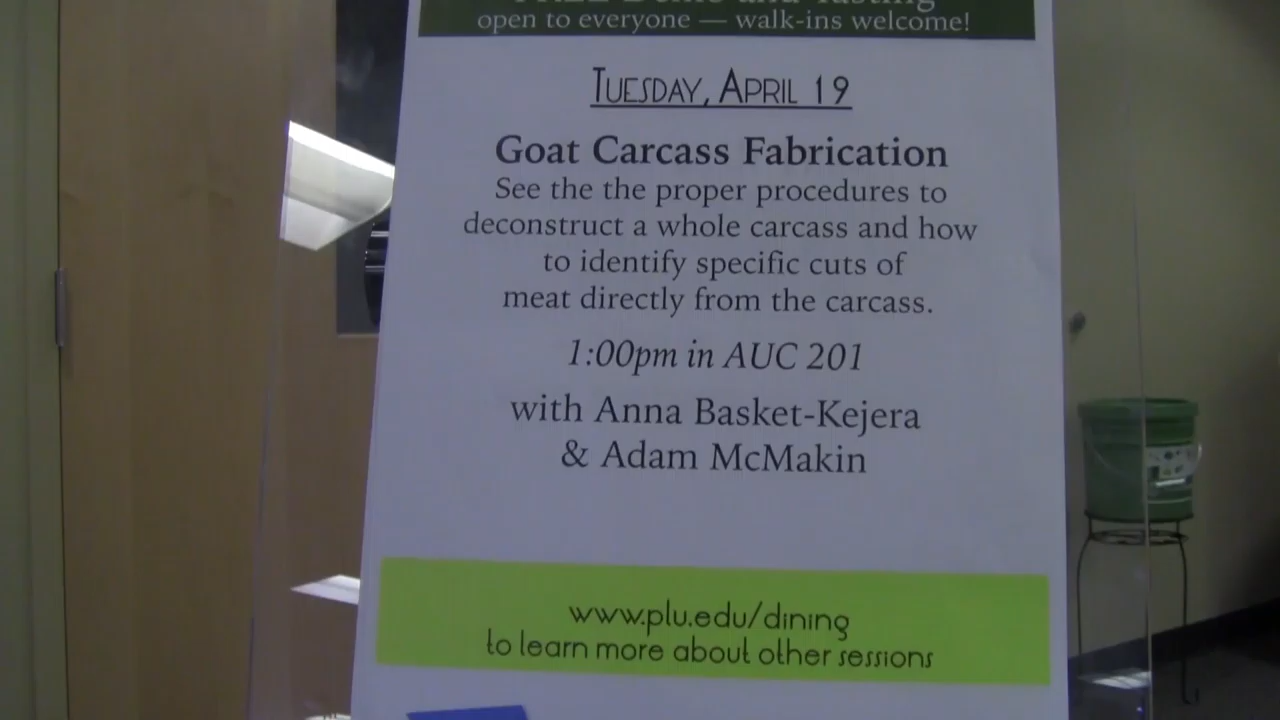 open to everyone — walk-ins welcome!
Tuesday, April 19
Goat Carcass Fabrication
See the the proper procedures to
deconstruct a whole carcass and how
to identify specific cuts of
meat directly from the carcass.
1:00pm in AUC 201
with Anna Basket-Kejera
& Adam McMakin
www.plu.edu/dining
to learn more about other sessions